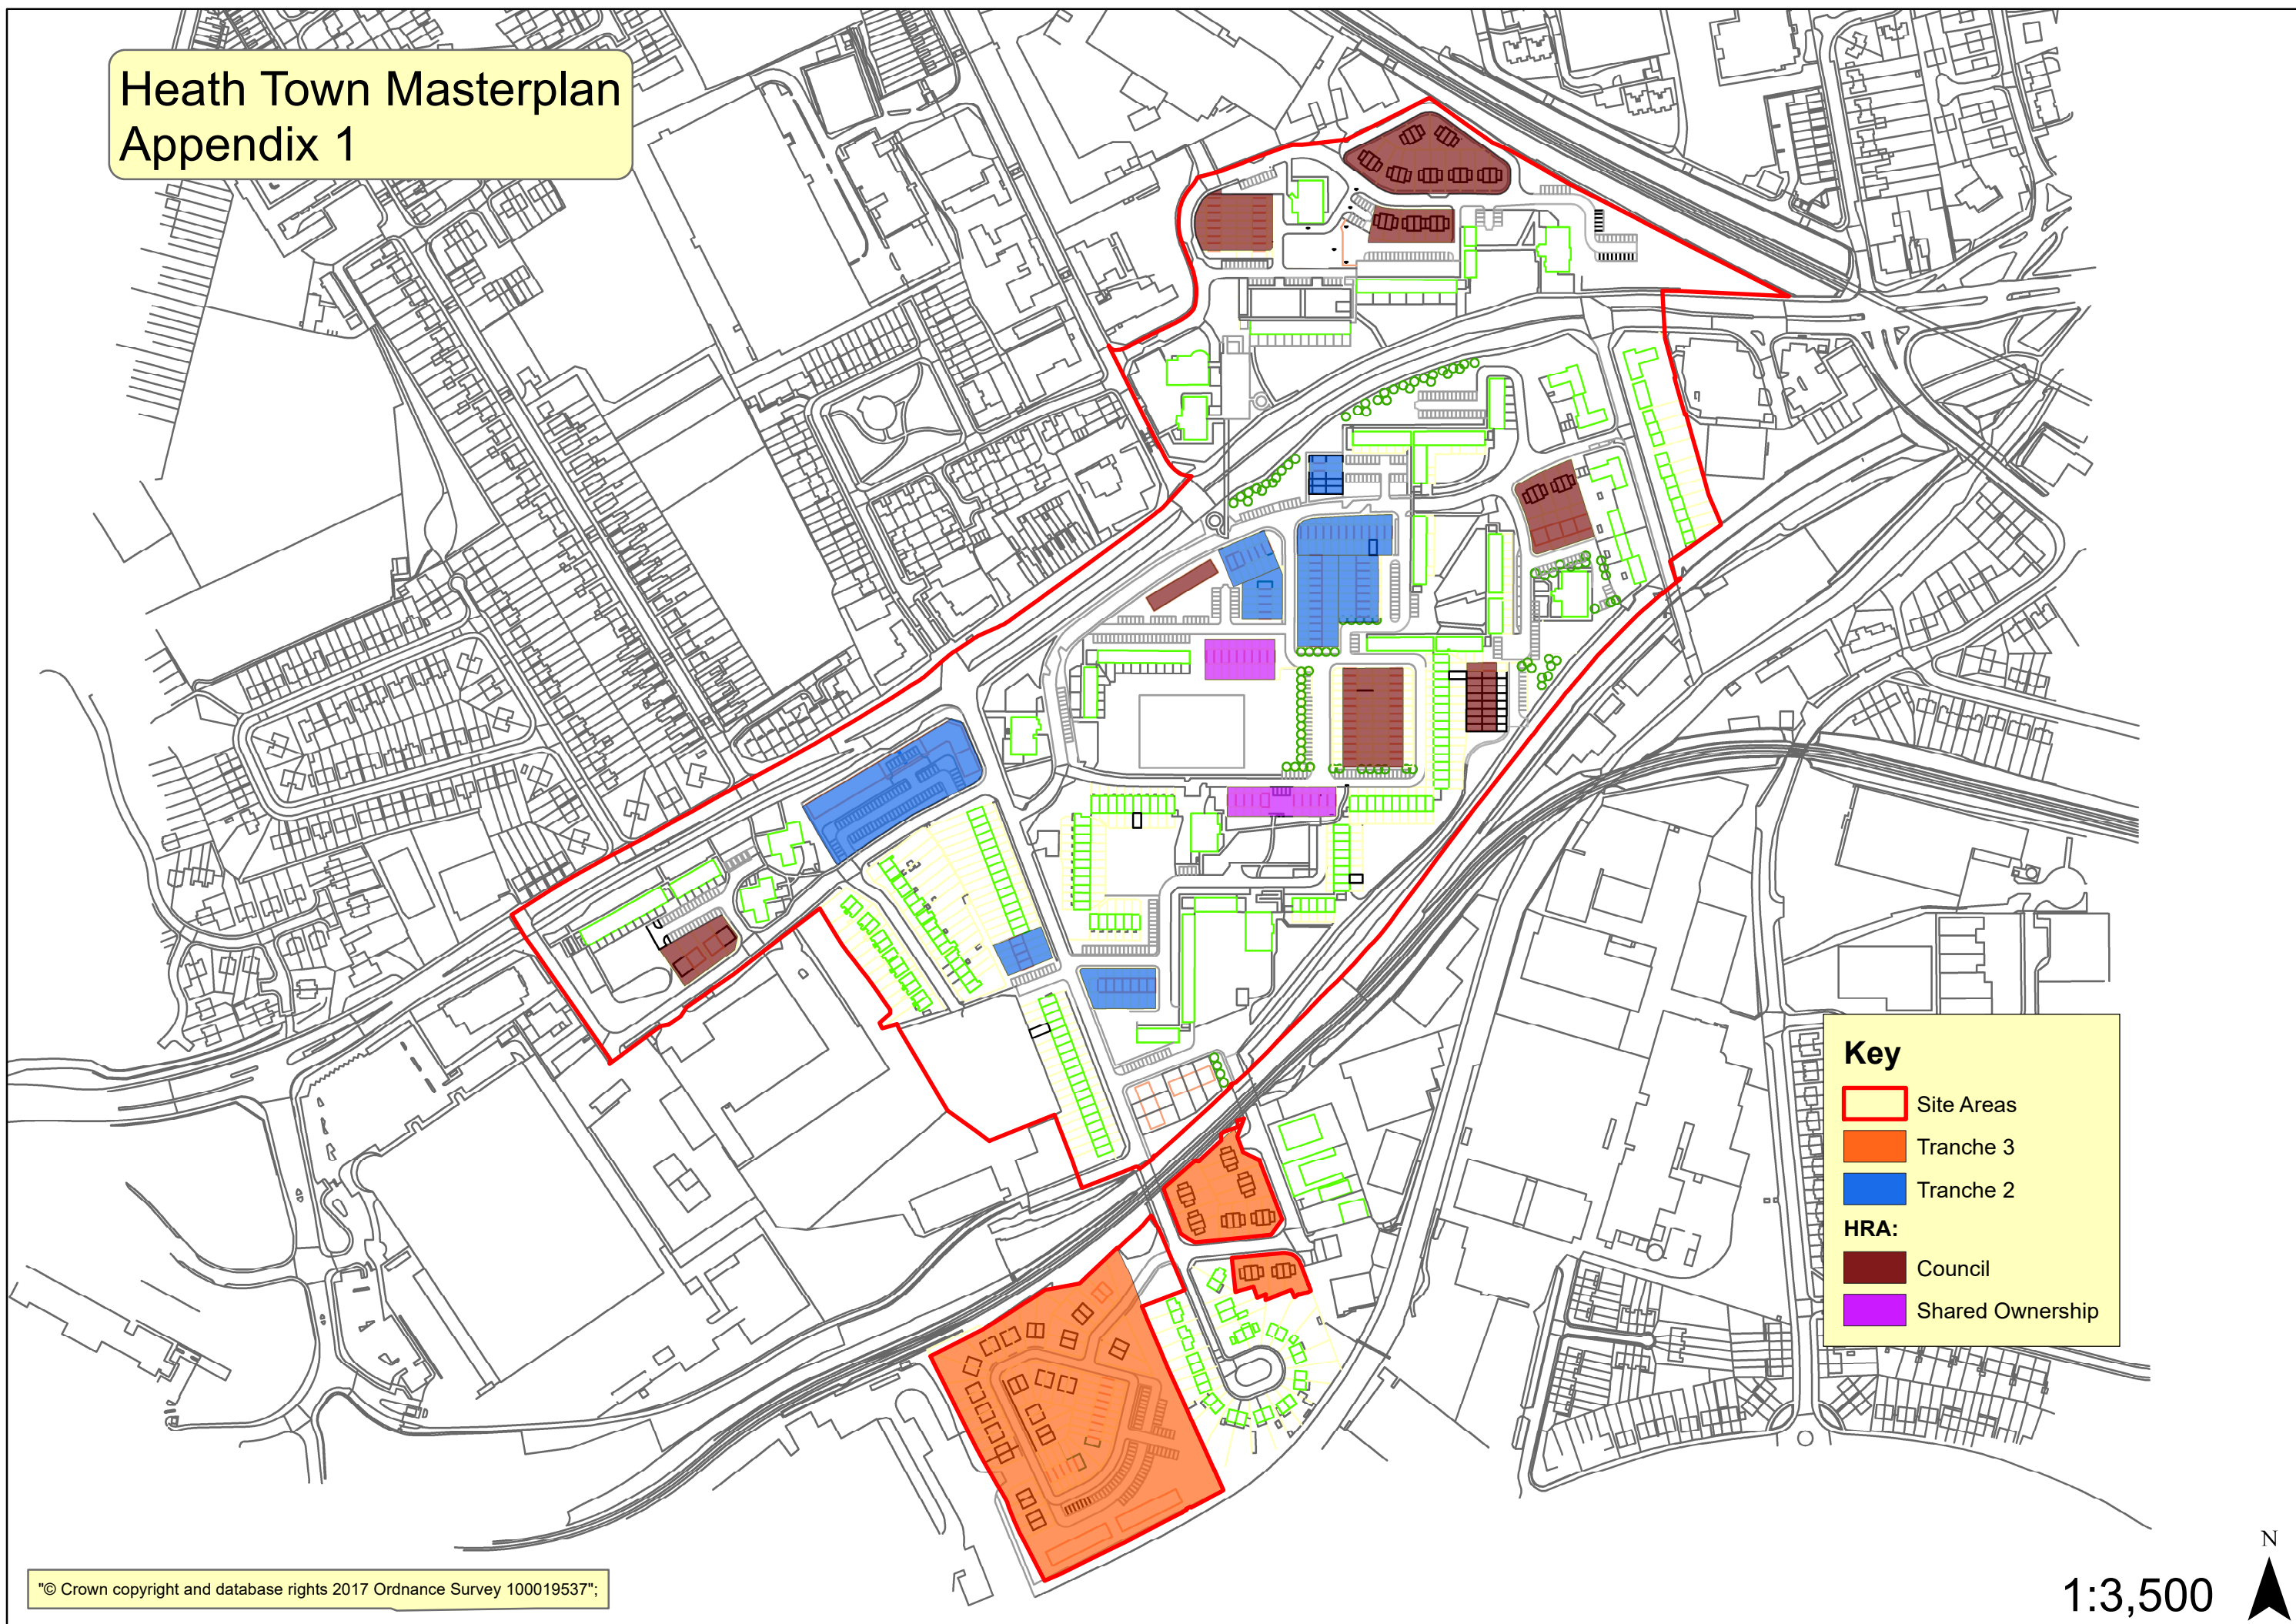 Heath Town Masterplan
Appendix 1
Key
Site Areas
Tranche 3
Tranche 2
HRA:
Council
Shared Ownership
"© Crown copyright and database rights 2017 Ordnance Survey 100019537";
N
1:3,500